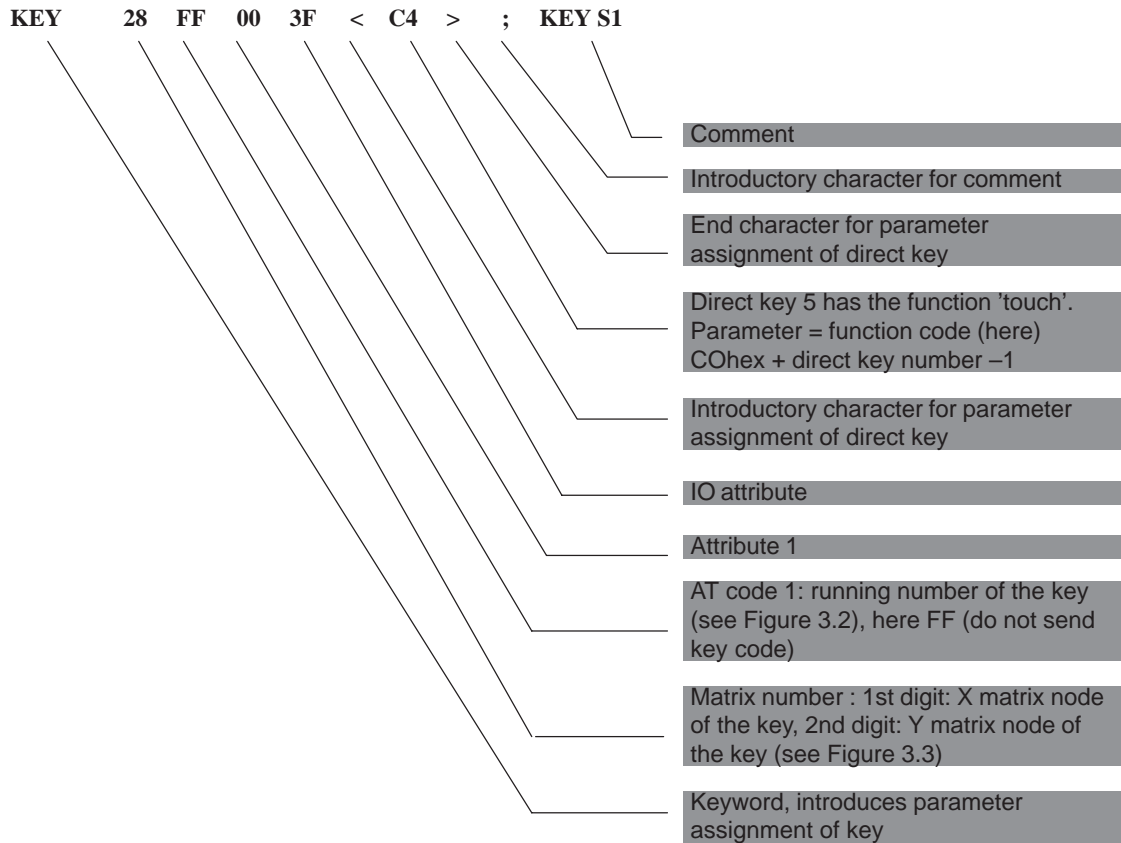 KEY 28 FF 00 3F < C4 > ; KEY S1
Comment
Introductory character for comment
End character for parameter
assignment of direct key
Direct key 5 has the function ’touch’.
Parameter = function code (here)
COhex + direct key number –1
Introductory character for parameter
assignment of direct key
IO attribute
Attribute 1
AT code 1: running number of the key
(see Figure 3.2), here FF (do not send
key code)
Matrix number : 1st digit: X matrix node
of the key, 2nd digit: Y matrix node of
the key (see Figure 3.3)
Keyword, introduces parameter
assignment of key